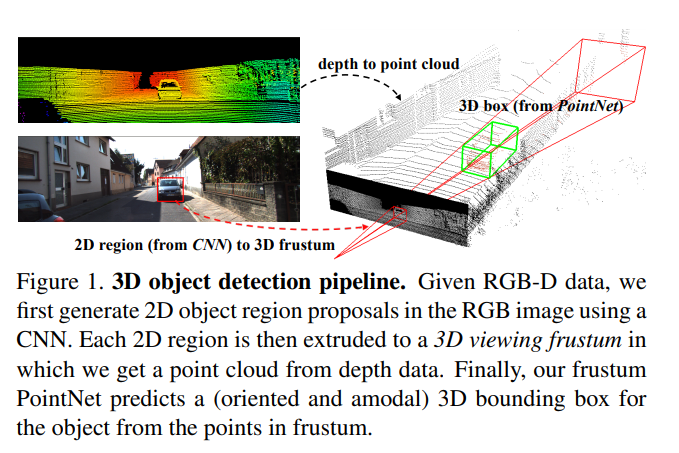 depth to point cloud
3D box (from PointNet)
2D region (from CNN) to 3D frustum
Figure 1. 3D object detection pipeline. Given RGB-D data, we
first generate 2D object region proposals in the RGB image using a
CNN. Each 2D region is then extruded to a 3D viewing frustum in
which we get a point cloud from depth data. Finally, our frustum
PointNet predicts a (oriented and amodal) 3D bounding box for
the object from the points in frustum.